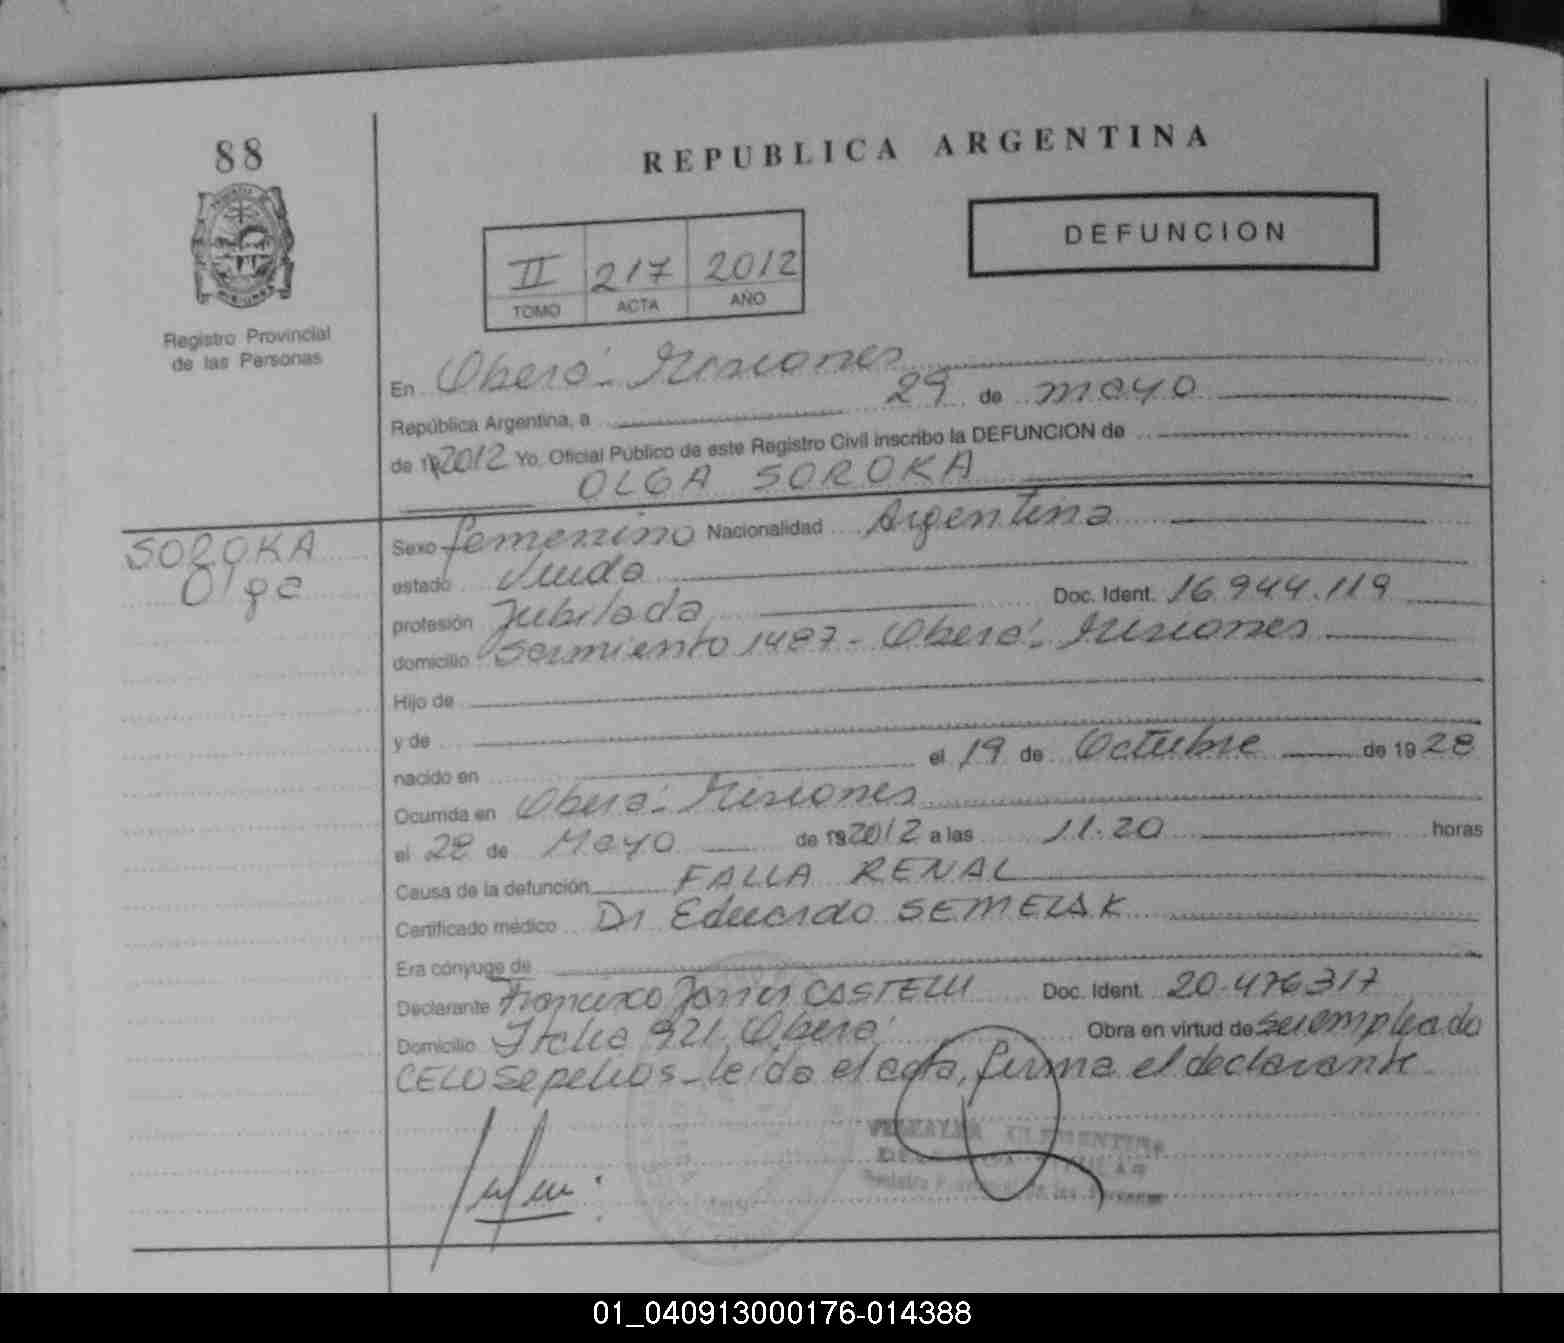 88
REPUBLICA ARGENTINA
DEFUNCION
II 217 2012
TOMO ACTA AÑO
Registro Provincial
de las Personas
En Oberá - Misiones
República Argentina, a 29 de mayo
de 2012 Yo, Oficial Público de este Registro Civil inscribo la DEFUNCION de
OLGA SOROKA
SOROKA
Olga
Sexo femenino Nacionalidad Argentina
estado Viuda
profesión Jubilada Doc. Ident. 16.944.119
domicilio Sarmiento 1487 - Oberá - Misiones
Hijo de
y de
nacido en el 19 de Octubre de 1928
Ocurrida en Oberá - Misiones
el 28 de Mayo de 19 2012 a las 11.20 horas
Causa de la defunción FALLA RENAL
Certificado médico Dr Eduardo SEMELAK
Era cónyuge de
Declarante Francisco Javier CASTELLI Doc. Ident. 20.476317
Domicilio Italia 921 Oberá Obra en virtud de ser empleado
CELO Sepelios - leída el acta, firma el declarante
01_040913000176-014388